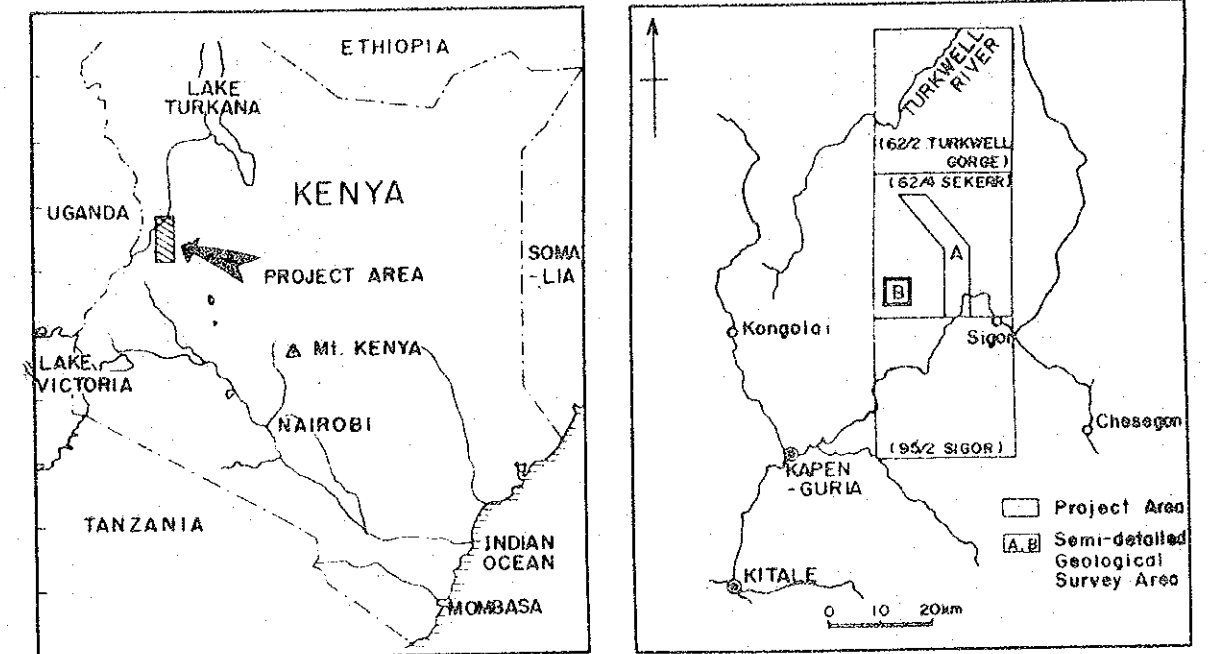 ETHIOPIA
LAKE
TURKANA
KENYA
UGANDA
SOMA
-LIA
PROJECT AREA
Mt. KENYA
LAKE
VICTORIA
NAIROBI
TANZANIA
INDIAN
OCEAN
MOMBASA
TURKWELL
RIVER
(62/2 TURKWELL
GORGE)
(62/4 SEKERR)
A
B
Kongolai
Sigor
Chesegon
(95/2 SIGOR)
KAPEN
-GURIA
Project Area
A,B Semi-detailed
Geological
Survey Area
KITALE
0 10 20km